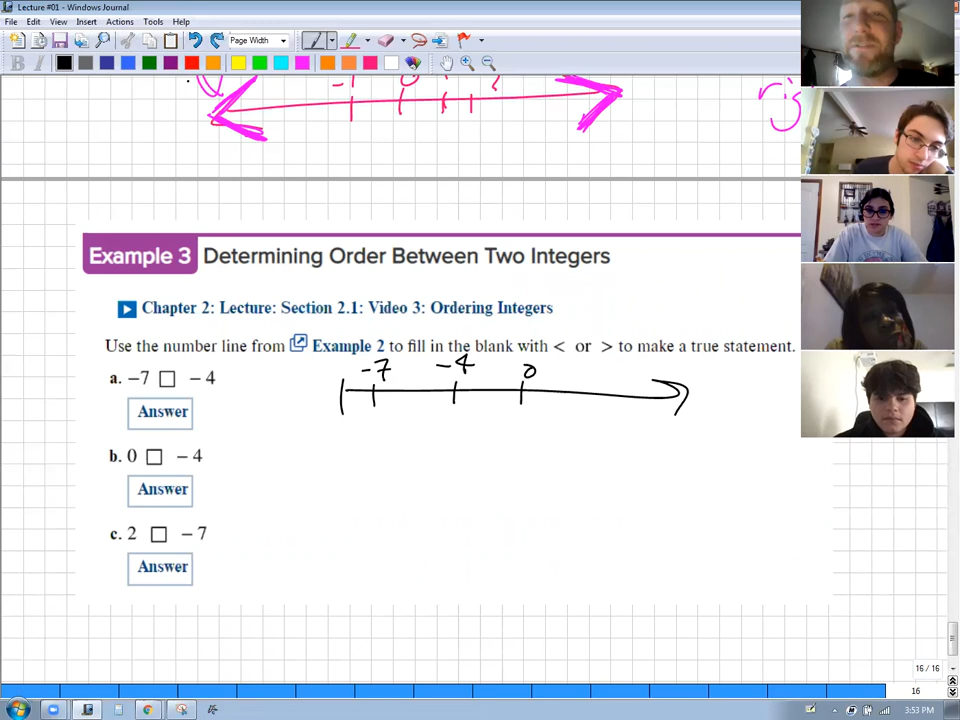 Lecture #01 - Windows Journal
File Edit View Insert Actions Tools Help
Page Width
B I
-1 0
Example 3 Determining Order Between Two Integers
Chapter 2: Lecture: Section 2.1: Video 3: Ordering Integers
Use the number line from Example 2 to fill in the blank with < or > to make a true statement.
-7 -4 0
a. −7 □ − 4
Answer
b. 0 □ − 4
Answer
c. 2 □ − 7
Answer
16 / 16
16
3:53 PM